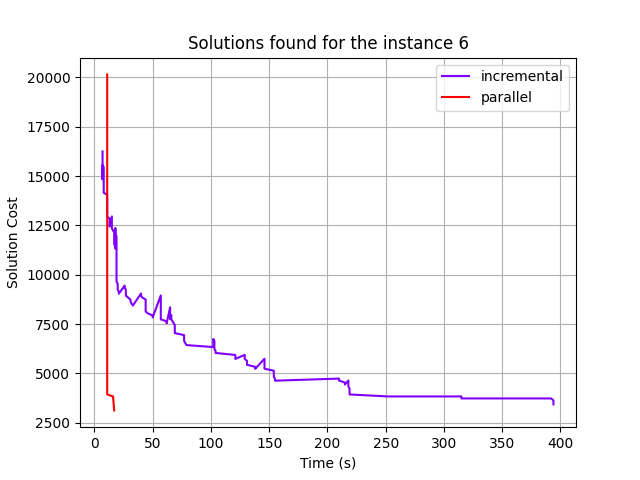 Solutions found for the instance 6
incremental
parallel
20000
17500
15000
12500
10000
7500
5000
2500
Solution Cost
0 50 100 150 200 250 300 350 400
Time (s)